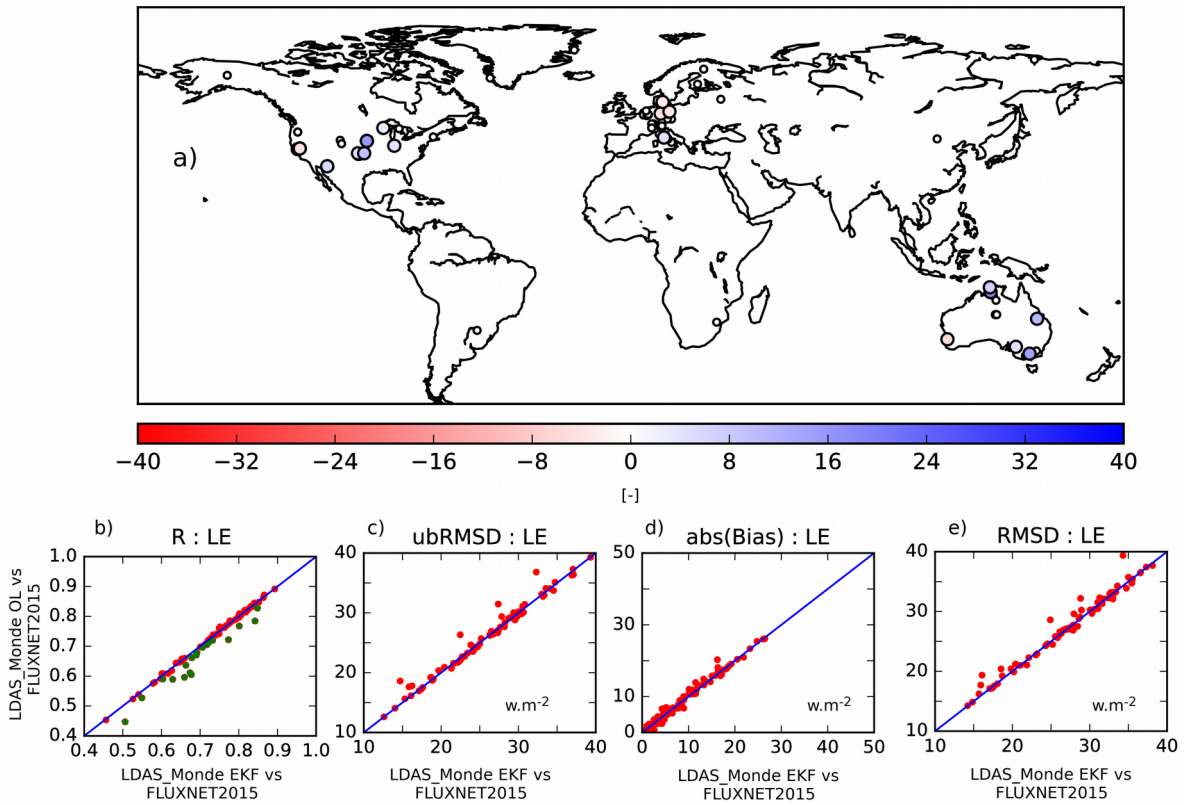 a)
−40 −32 −24 −16 −8 0 8 16 24 32 40
[-]
b) R : LE
c) ubRMSD : LE
d) abs(Bias) : LE
e) RMSD : LE
LDAS_Monde OL vs
FLUXNET2015
1.0
0.9
0.8
0.7
0.6
0.5
0.4
0.4 0.5 0.6 0.7 0.8 0.9 1.0
LDAS_Monde EKF vs
FLUXNET2015
40
30
20
10
w.m-2
10 20 30 40
LDAS_Monde EKF vs
FLUXNET2015
50
40
30
20
10
0
w.m-2
0 10 20 30 40 50
LDAS_Monde EKF vs
FLUXNET2015
40
30
20
10
w.m-2
10 20 30 40
LDAS_Monde EKF vs
FLUXNET2015